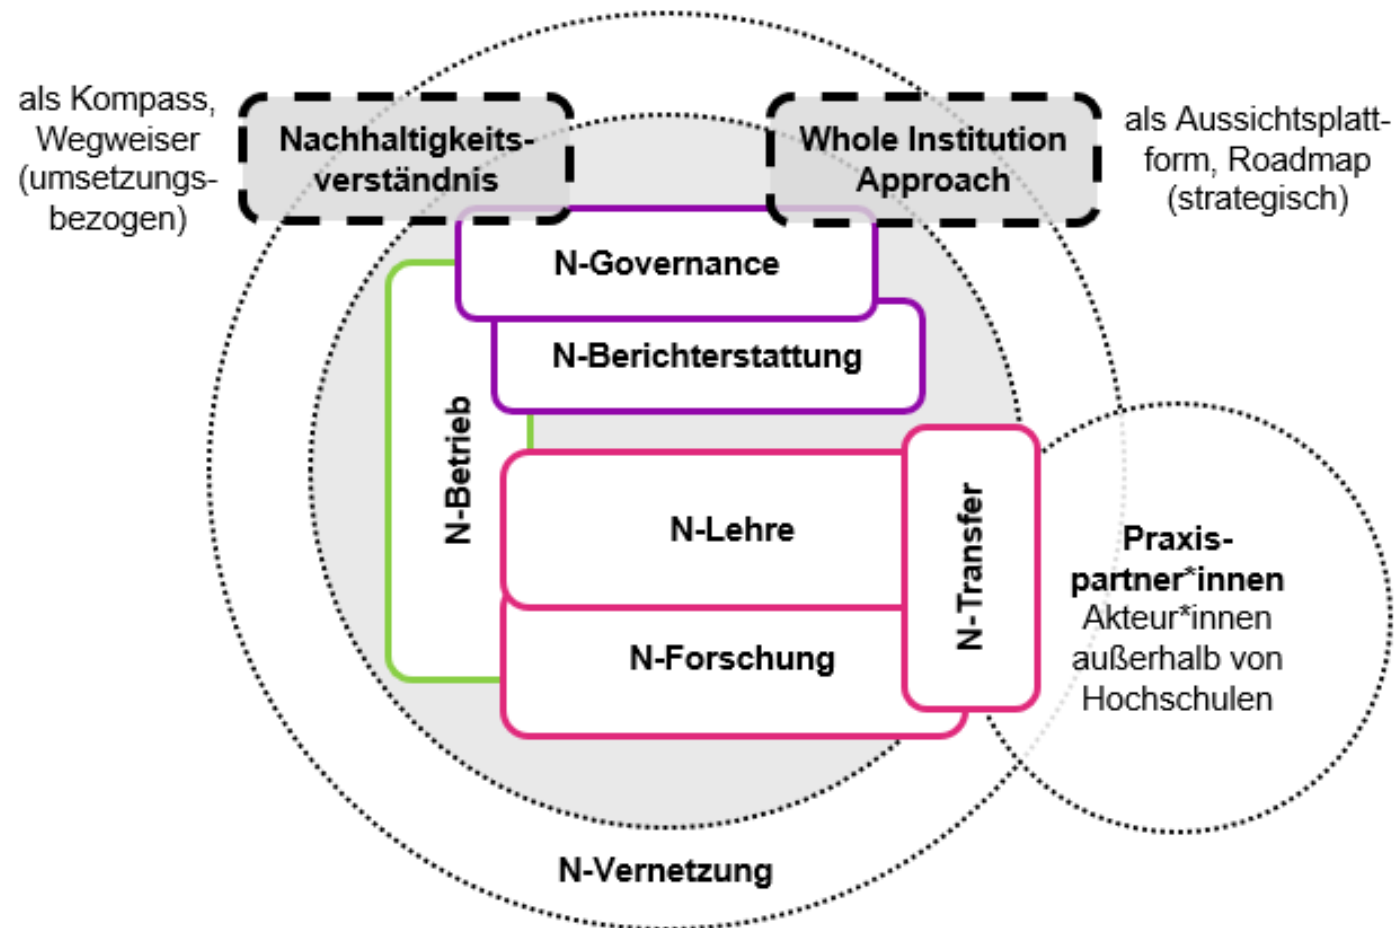 als Kompass,
Wegweiser
(umsetzungs-
bezogen)
Nachhaltigkeits-
verständnis
Whole Institution
Approach
als Aussichtsplatt-
form, Roadmap
(strategisch)
N-Governance
N-Berichterstattung
N-Betrieb
N-Lehre
N-Forschung
N-Transfer
Praxis-
partner*innen
Akteur*innen
außerhalb von
Hochschulen
N-Vernetzung